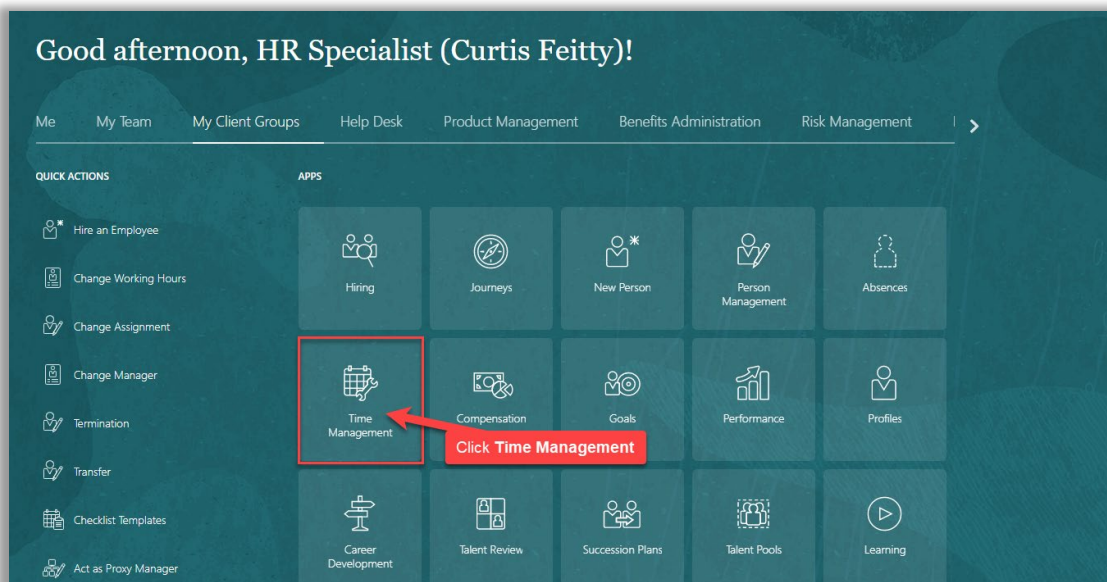 Good afternoon, HR Specialist (Curtis Feitty)!
Me My Team My Client Groups Help Desk Product Management Benefits Administration Risk Management
QUICK ACTIONS
Hire an Employee
Change Working Hours
Change Assignment
Change Manager
Termination
Transfer
Checklist Templates
Act as Proxy Manager
APPS
Hiring
Journeys
New Person
Person
Management
Absences
Time
Management
Compensation
Goals
Performance
Profiles
Click Time Management
Career
Development
Talent Review
Succession Plans
Talent Pools
Learning